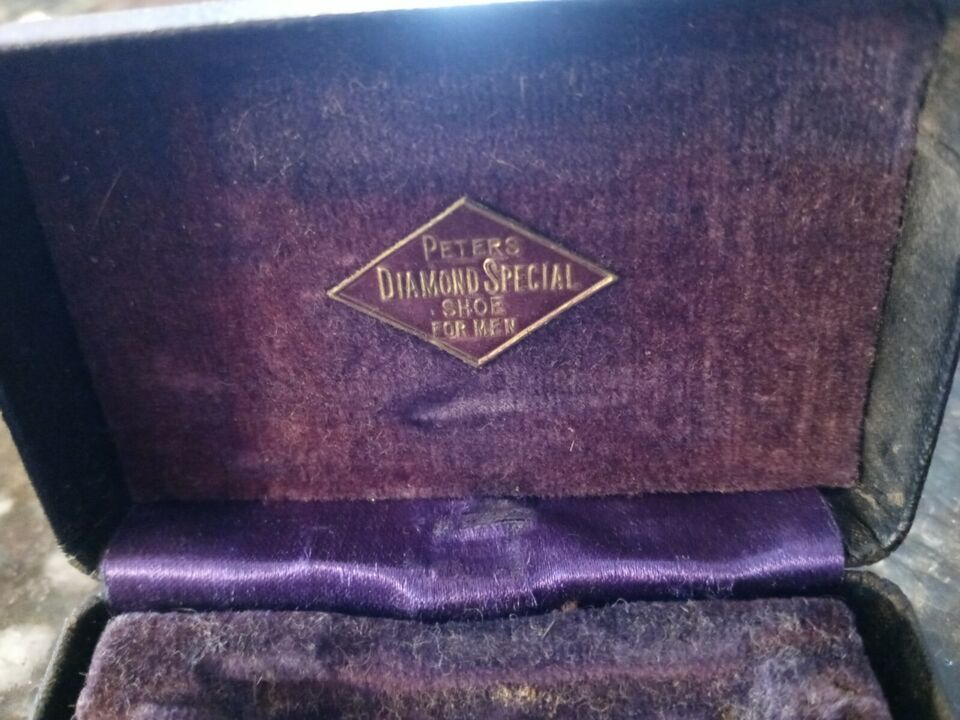 PETERS
DIAMOND SPECIAL
SHOE
FOR MEN